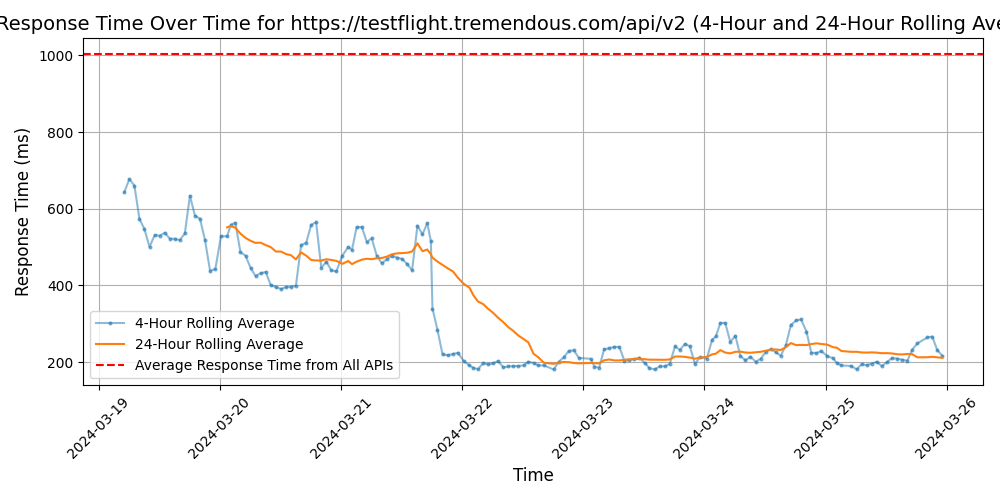 Response Time Over Time for https://testflight.tremendous.com/api/v2 (4-Hour and 24-Hour Rolling Ave
Response Time (ms)
1000
800
600
400
200
4-Hour Rolling Average
24-Hour Rolling Average
Average Response Time from All APIs
2024-03-19
2024-03-20
2024-03-21
2024-03-22
2024-03-23
2024-03-24
2024-03-25
2024-03-26
Time